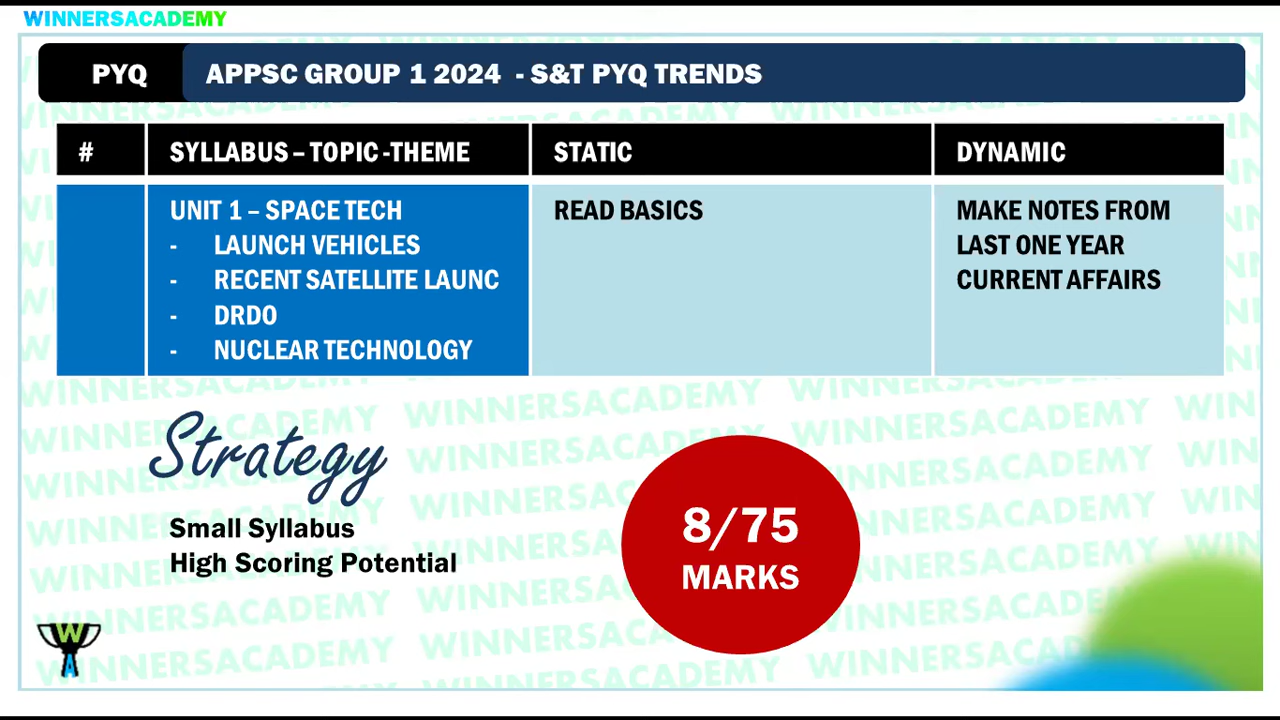 WINNERSACADEMY
PYQ
APPSC GROUP 1 2024 - S&T PYQ TRENDS
# SYLLABUS – TOPIC -THEME STATIC DYNAMIC
UNIT 1 – SPACE TECH
- LAUNCH VEHICLES
- RECENT SATELLITE LAUNC
- DRDO
- NUCLEAR TECHNOLOGY
READ BASICS
MAKE NOTES FROM
LAST ONE YEAR
CURRENT AFFAIRS
Strategy
Small Syllabus
High Scoring Potential
8/75
MARKS
W
A